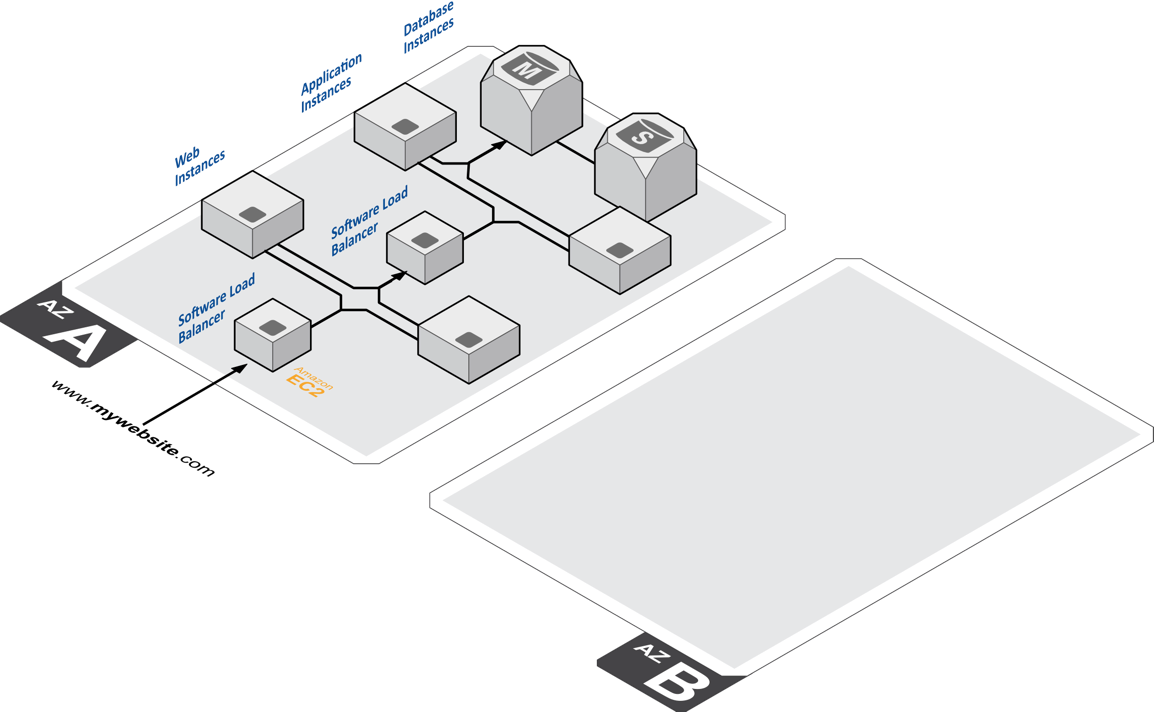 Database
Instances
M
Application
Instances
S
Web
Instances
Software Load
Balancer
Software Load
Balancer
AZ A
Amazon
EC2
www.mywebsite.com
AZ B